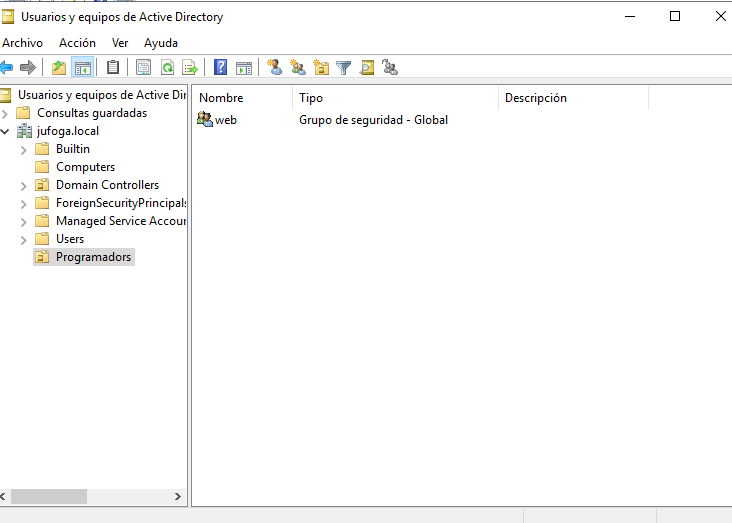 Usuarios y equipos de Active Directory
Archivo Acción Ver Ayuda
Usuarios y equipos de Active Dir
Consultas guardadas
jufoga.local
Builtin
Computers
Domain Controllers
ForeignSecurityPrincipals
Managed Service Accour
Users
Programadors
Nombre Tipo Descripción
web Grupo de seguridad - Global